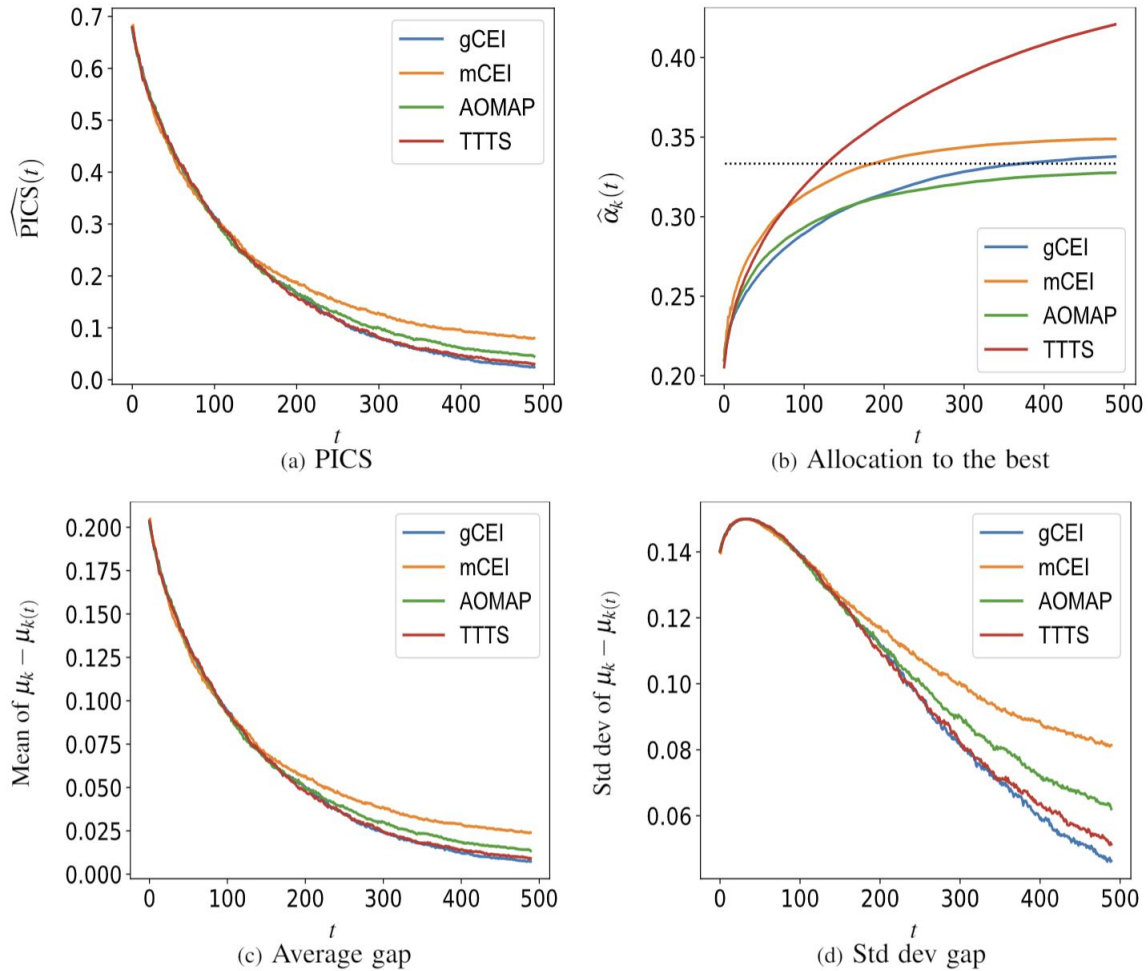 0.7
0.6
0.5
0.4
0.3
0.2
0.1
0.0
PICS(t)
gCEI
mCEI
AOMAP
TTTS
0 100 200 300 400 500
t
(a) PICS
0.40
0.35
0.30
0.25
0.20
α̂ₖ(t)
gCEI
mCEI
AOMAP
TTTS
0 100 200 300 400 500
t
(b) Allocation to the best
0.200
0.175
0.150
0.125
0.100
0.075
0.050
0.025
0.000
Mean of μₖ − μₖ₍ₜ₎
gCEI
mCEI
AOMAP
TTTS
0 100 200 300 400 500
t
(c) Average gap
0.14
0.12
0.10
0.08
0.06
Std dev of μₖ − μₖ₍ₜ₎
gCEI
mCEI
AOMAP
TTTS
0 100 200 300 400 500
t
(d) Std dev gap